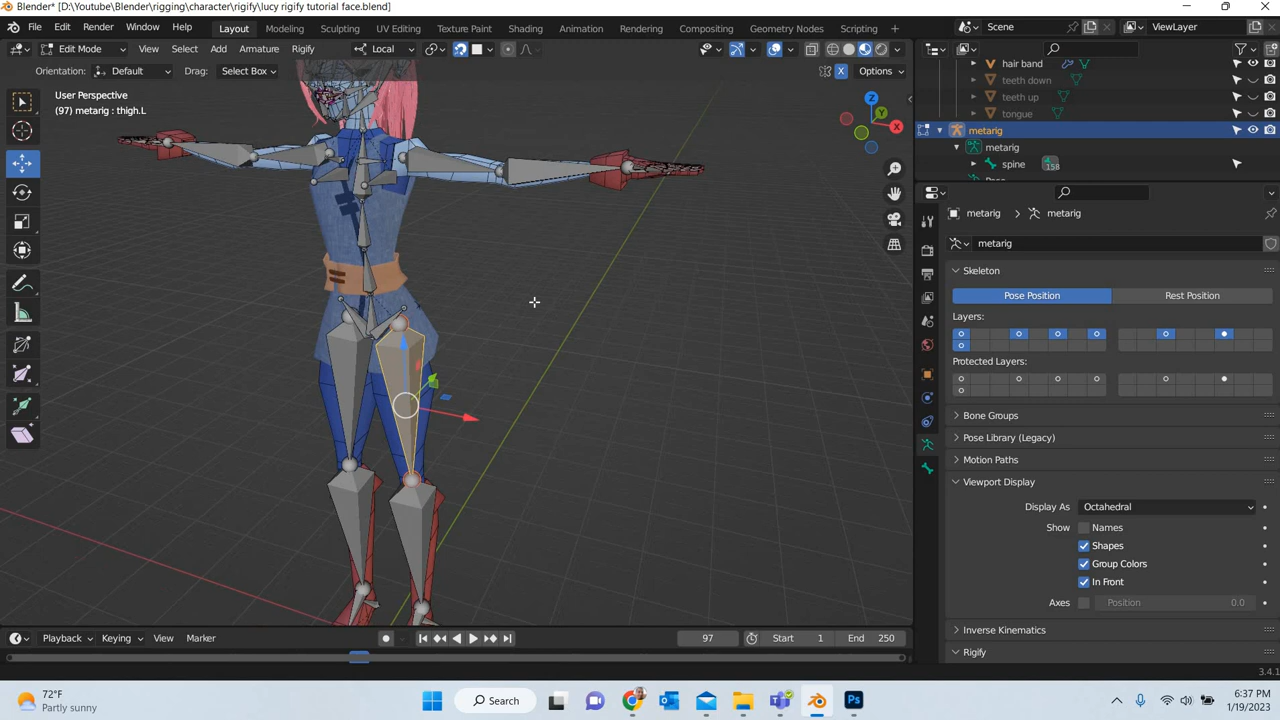 Blender* [D:\Youtube\Blender\rigging\character\rigify\lucy rigify tutorial face.blend]
File Edit Render Window Help Layout Modeling Sculpting UV Editing Texture Paint Shading Animation Rendering Compositing Geometry Nodes Scripting + Scene ViewLayer
Edit Mode View Select Add Armature Rigify Local
Orientation: Default Drag: Select Box X Options
User Perspective
(97) metarig : thigh.L
Z
Y
X
hair band
teeth down
teeth up
tongue
metarig
metarig
spine 158
metarig > metarig
metarig
Skeleton
Pose Position Rest Position
Layers:
Protected Layers:
Bone Groups
Pose Library (Legacy)
Motion Paths
Viewport Display
Display As Octahedral
Show Names
Shapes
Group Colors
In Front
Axes Position 0.0
Inverse Kinematics
Rigify
Playback Keying View Marker 97 Start 1 End 250
3.4.1
72°F
Partly sunny
Search
Ps
6:37 PM
1/19/2023